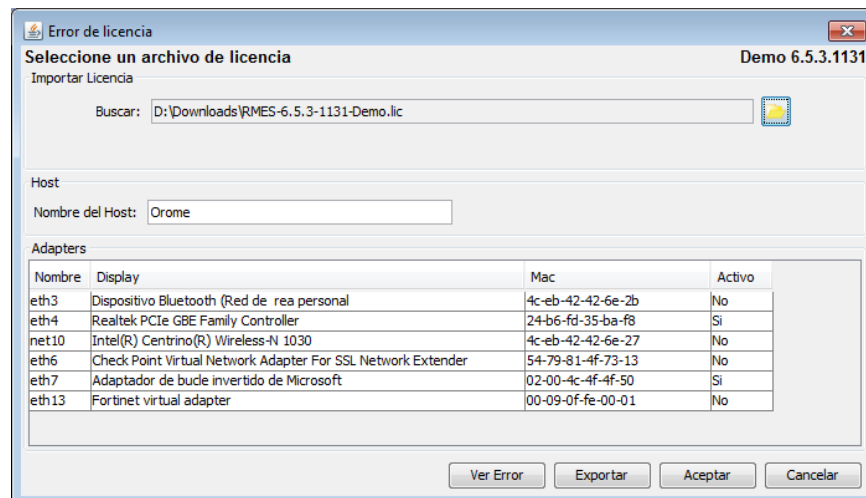 Error de licencia
Seleccione un archivo de licencia Demo 6.5.3.1131
Importar Licencia
Buscar: D:\Downloads\RMES-6.5.3-1131-Demo.lic
Host
Nombre del Host: Orome
Adapters
Nombre Display Mac Activo
eth3 Dispositivo Bluetooth (Red de rea personal 4c-eb-42-42-6e-2b No
eth4 Realtek PCIe GBE Family Controller 24-b6-fd-35-ba-f8 Si
net10 Intel(R) Centrino(R) Wireless-N 1030 4c-eb-42-42-6e-27 No
eth6 Check Point Virtual Network Adapter For SSL Network Extender 54-79-81-4f-73-13 No
eth7 Adaptador de bucle invertido de Microsoft 02-00-4c-4f-4f-50 Si
eth13 Fortinet virtual adapter 00-09-0f-fe-00-01 No
Ver Error Exportar Aceptar Cancelar